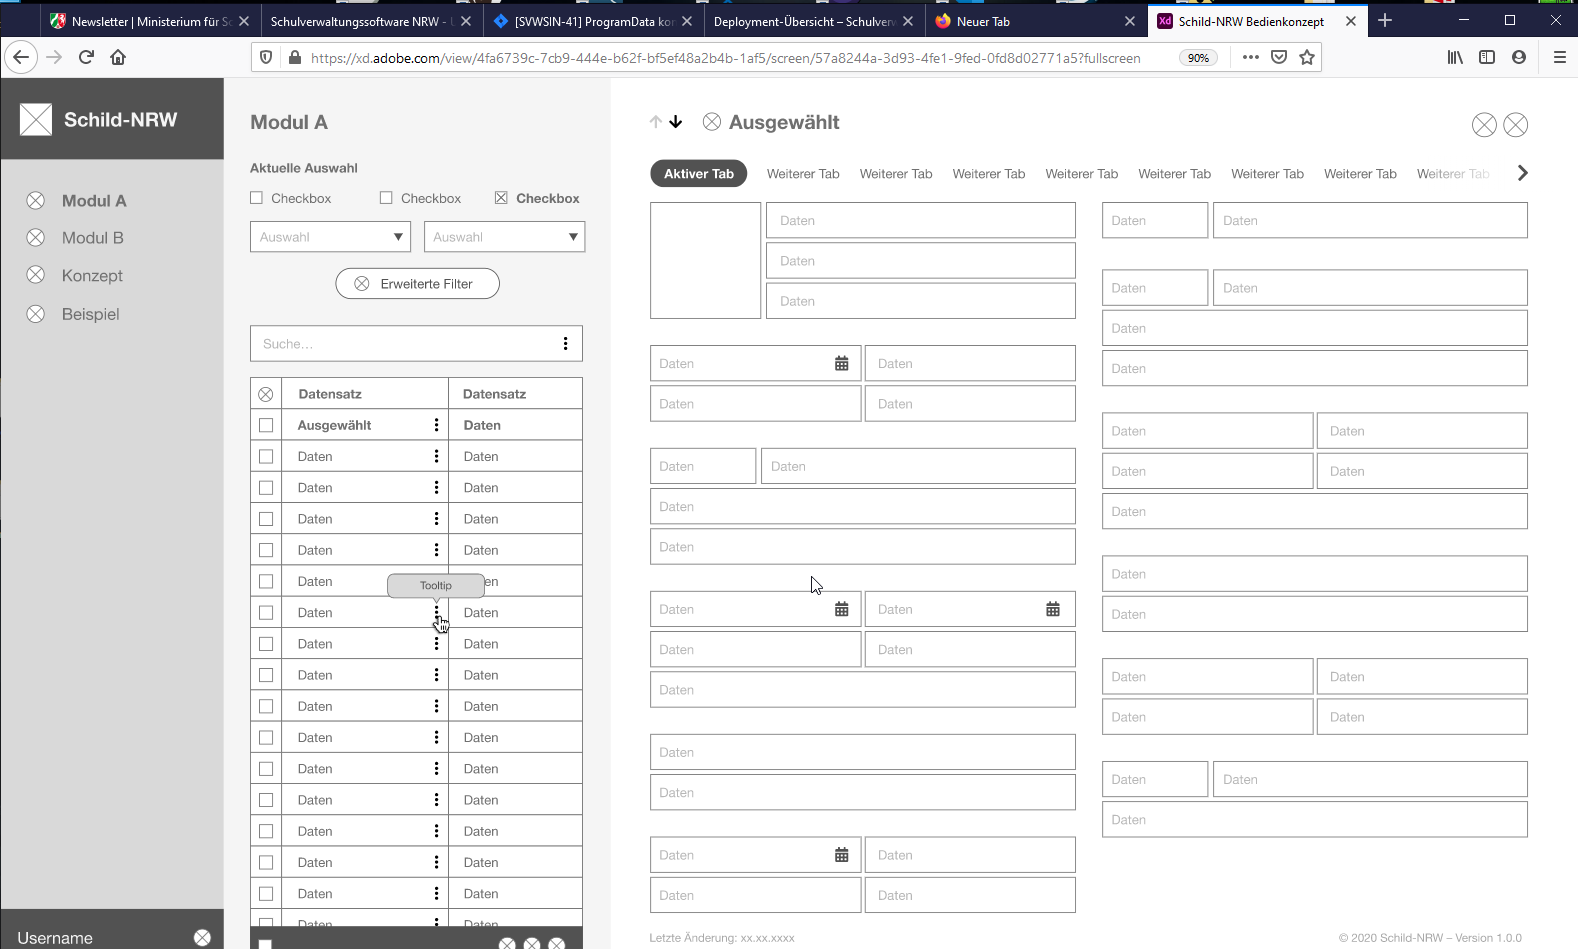 Newsletter | Ministerium für Sc
Schulverwaltungssoftware NRW - U
[SVWSIN-41] ProgramData kon
Deployment-Übersicht – Schulverw
Neuer Tab
Schild-NRW Bedienkonzept
https://xd.adobe.com/view/4fa6739c-7cb9-444e-b62f-bf5ef48a2b4b-1af5/screen/57a8244a-3d93-4fe1-9fed-0fd8d02771a5?fullscreen
90%
Schild-NRW
Modul A
Modul B
Konzept
Beispiel
Username
Modul A
Aktuelle Auswahl
Checkbox Checkbox Checkbox
Auswahl Auswahl
Erweiterte Filter
Suche...
Datensatz Datensatz
Ausgewählt Daten
Daten Daten
Daten Daten
Daten Daten
Daten Daten
Daten en
Tooltip
Daten Daten
Daten Daten
Daten Daten
Daten Daten
Daten Daten
Daten Daten
Daten Daten
Daten Daten
Daten Daten
Daten Daten
Daten Daten
Ausgewählt
Aktiver Tab Weiterer Tab Weiterer Tab Weiterer Tab Weiterer Tab Weiterer Tab Weiterer Tab Weiterer Tab Weiterer Tab
Daten
Daten
Daten
Daten Daten
Daten Daten
Daten Daten
Daten
Daten
Daten Daten
Daten Daten
Daten
Daten
Daten
Daten Daten
Daten Daten
Daten Daten
Daten Daten
Daten
Daten
Daten Daten
Daten Daten
Daten
Daten
Daten
Daten Daten
Daten Daten
Daten Daten
Daten
Letzte Änderung: xx.xx.xxxx
© 2020 Schild-NRW – Version 1.0.0